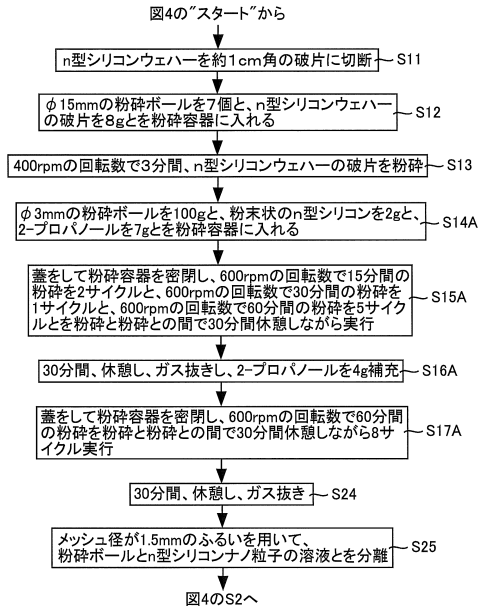 図4の"スタート"から
n型シリコンウェハーを約1cm角の破片に切断
S11
φ15mmの粉砕ボールを7個と、n型シリコンウェハー
の破片を8gとを粉砕容器に入れる
S12
400rpmの回転数で3分間、n型シリコンウェハーの破片を粉砕
S13
φ3mmの粉砕ボールを100gと、粉末状のn型シリコンを2gと、
2-プロパノールを7gとを粉砕容器に入れる
S14A
蓋をして粉砕容器を密閉し、600rpmの回転数で15分間の
粉砕を2サイクルと、600rpmの回転数で30分間の粉砕を
1サイクルと、600rpmの回転数で60分間の粉砕を5サイク
ルとを粉砕と粉砕との間で30分間休憩しながら実行
S15A
30分間、休憩し、ガス抜きし、2-プロパノールを4g補充
S16A
蓋をして粉砕容器を密閉し、600rpmの回転数で60分間
の粉砕を粉砕と粉砕との間で30分間休憩しながら8サ
イクル実行
S17A
30分間、休憩し、ガス抜き
S24
メッシュ径が1.5mmのふるいを用いて、
粉砕ボールとn型シリコンナノ粒子の溶液とを分離
S25
図4のS2へ